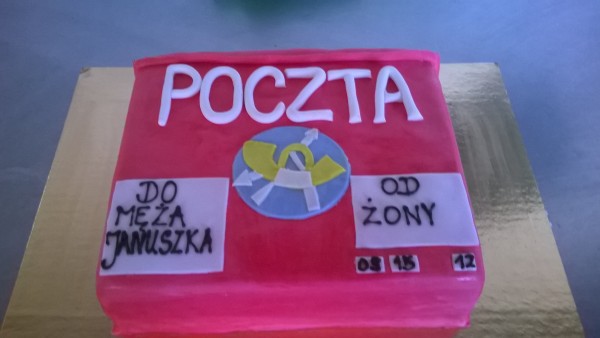 POCZTA
DO
MĘŻA
JANUSZKA
OD
ŻONY
08 15 12